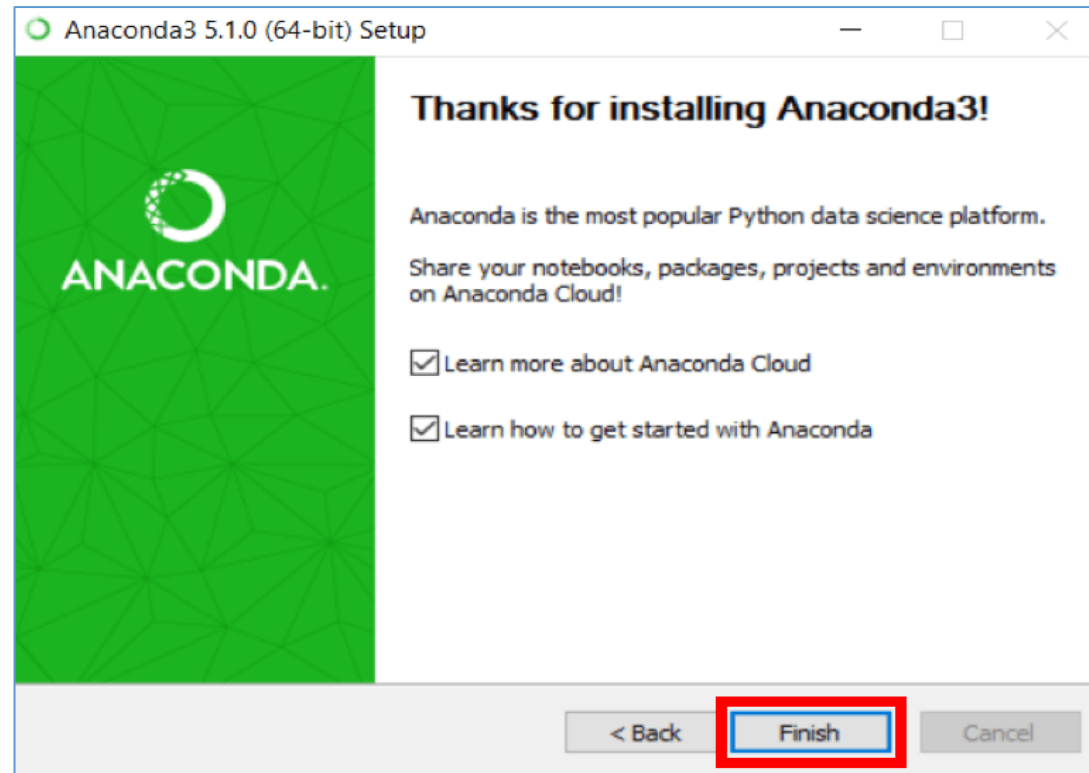 Anaconda3 5.1.0 (64-bit) Setup
Thanks for installing Anaconda3!
ANACONDA.
Anaconda is the most popular Python data science platform.
Share your notebooks, packages, projects and environments
on Anaconda Cloud!
Learn more about Anaconda Cloud
Learn how to get started with Anaconda
< Back Finish Cancel